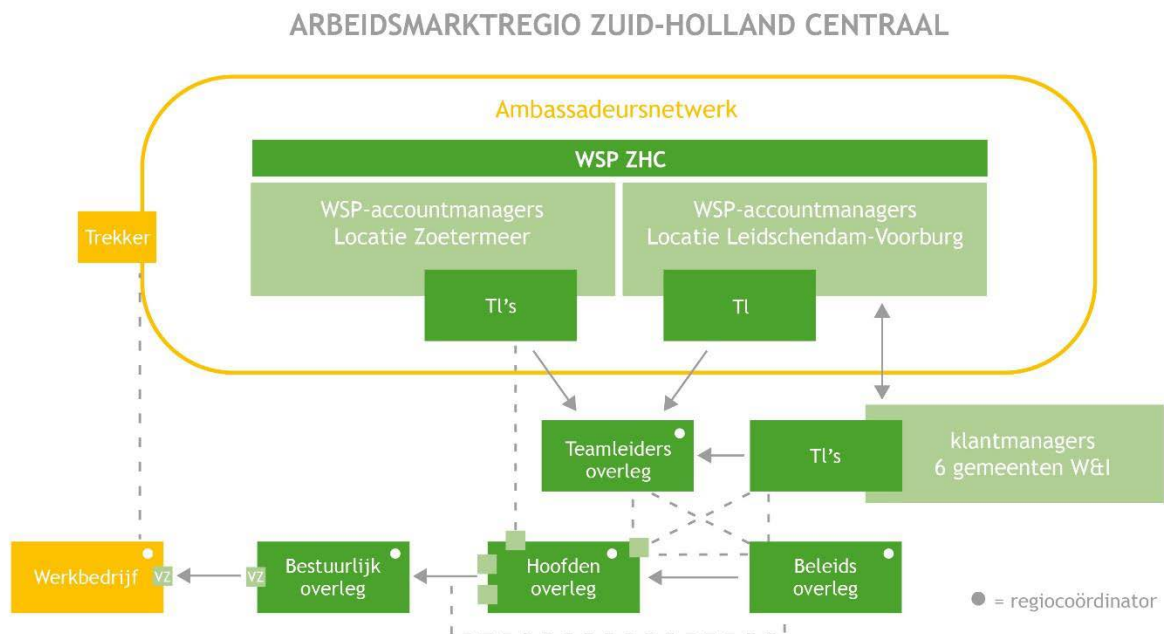 ARBEIDSMARKTREGIO ZUID-HOLLAND CENTRAAL
Ambassadeursnetwerk
WSP ZHC
WSP-accountmanagers
Locatie Zoetermeer
WSP-accountmanagers
Locatie Leidschendam-Voorburg
Trekker
Tl's
Tl
Teamleiders
overleg
Tl's
klantmanagers
6 gemeenten W&I
Werkbedrijf
VZ
VZ
Bestuurlijk
overleg
Hoofden
overleg
Beleids
overleg
= regiocoördinator